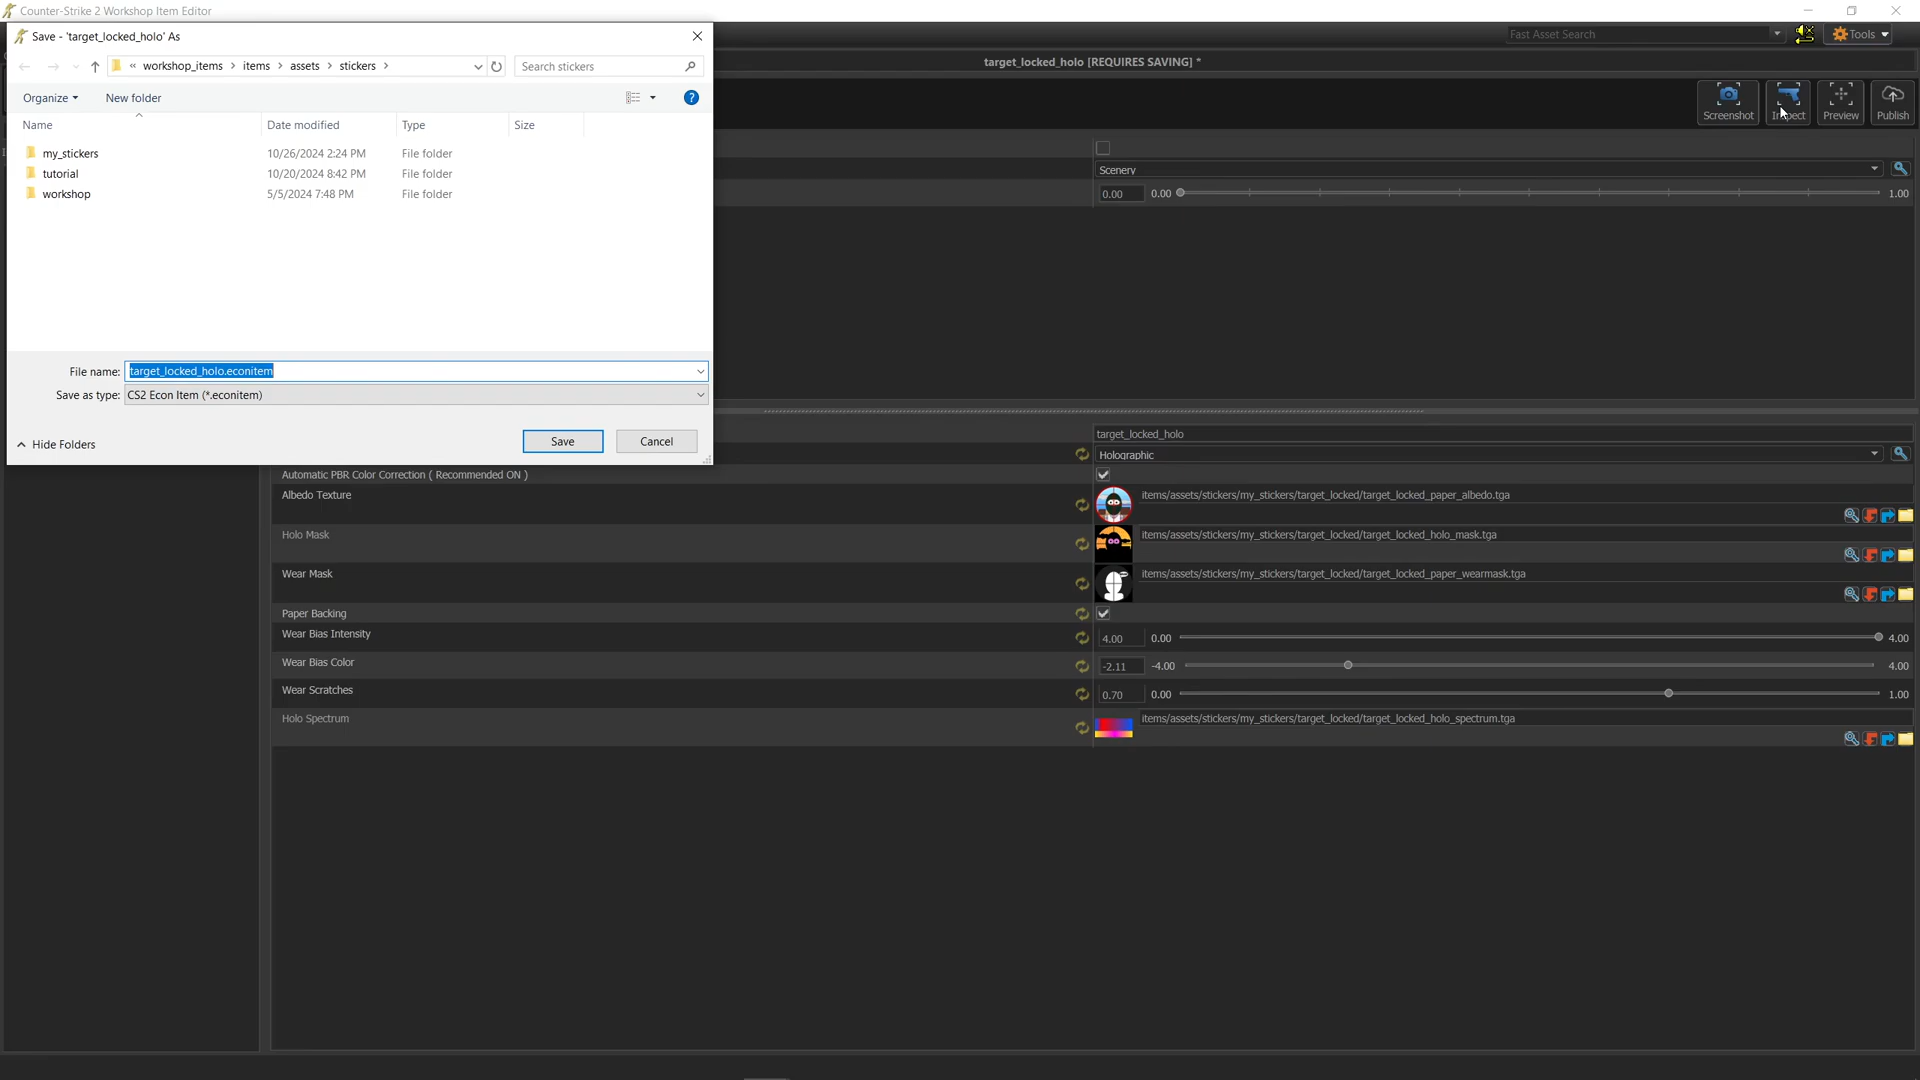 Counter-Strike 2 Workshop Item Editor
Save - 'target_locked_holo' As
Fast Asset Search
Tools
« workshop_items > items > assets > stickers >
Search stickers
target_locked_holo [REQUIRES SAVING] *
Organize
New folder
Screenshot
Inspect
Preview
Publish
Name
Date modified
Type
Size
my_stickers
10/26/2024 2:24 PM
File folder
tutorial
10/20/2024 8:42 PM
File folder
workshop
5/5/2024 7:48 PM
File folder
Scenery
0.00
0.00
1.00
File name:
target_locked_holo.econitem
Save as type:
CS2 Econ Item (*.econitem)
Hide Folders
Save
Cancel
target_locked_holo
Holographic
Automatic PBR Color Correction ( Recommended ON )
Albedo Texture
items/assets/stickers/my_stickers/target_locked/target_locked_paper_albedo.tga
Holo Mask
items/assets/stickers/my_stickers/target_locked/target_locked_holo_mask.tga
Wear Mask
items/assets/stickers/my_stickers/target_locked/target_locked_paper_wearmask.tga
Paper Backing
Wear Bias Intensity
4.00
0.00
4.00
Wear Bias Color
-2.11
-4.00
4.00
Wear Scratches
0.70
0.00
1.00
Holo Spectrum
items/assets/stickers/my_stickers/target_locked/target_locked_holo_spectrum.tga